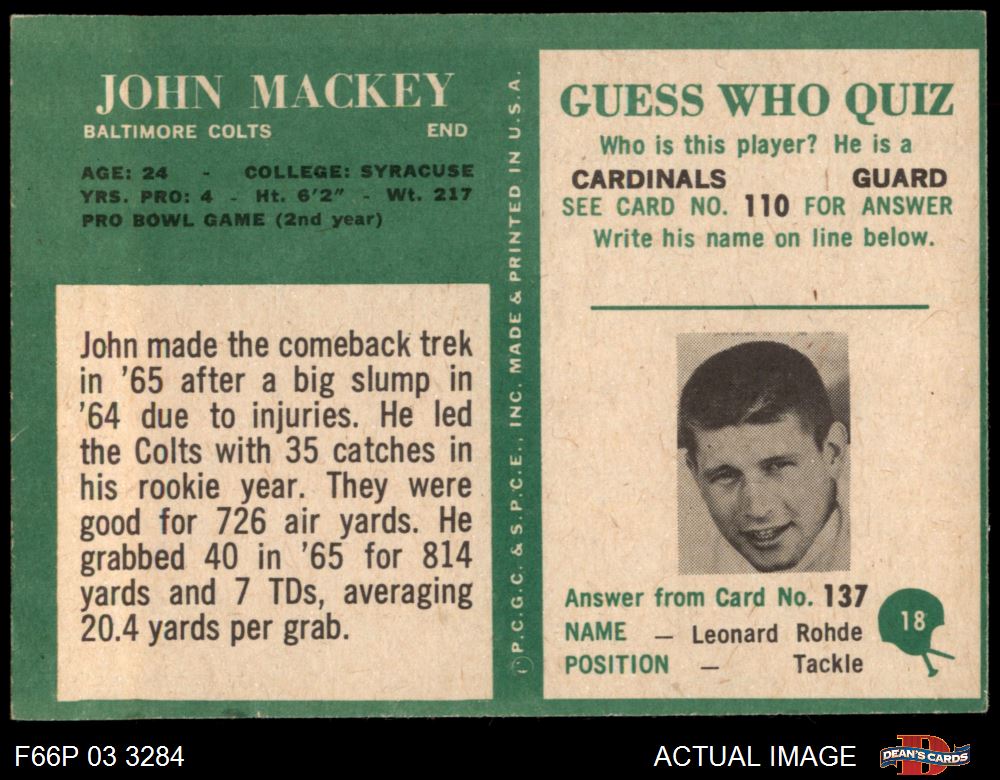 JOHN MACKEY
BALTIMORE COLTS END
AGE: 24 - COLLEGE: SYRACUSE
YRS. PRO: 4 - Ht. 6'2" - Wt. 217
PRO BOWL GAME (2nd year)
John made the comeback trek
in '65 after a big slump in
'64 due to injuries. He led
the Colts with 35 catches in
his rookie year. They were
good for 726 air yards. He
grabbed 40 in '65 for 814
yards and 7 TDs, averaging
20.4 yards per grab.
©P.C.G.C. & S.P.C.E., INC. MADE & PRINTED IN U.S.A.
GUESS WHO QUIZ
Who is this player? He is a
CARDINALS GUARD
SEE CARD NO. 110 FOR ANSWER
Write his name on line below.
Answer from Card No. 137
NAME — Leonard Rohde
POSITION — Tackle
18
F66P 03 3284
ACTUAL IMAGE
DEAN'S CARDS